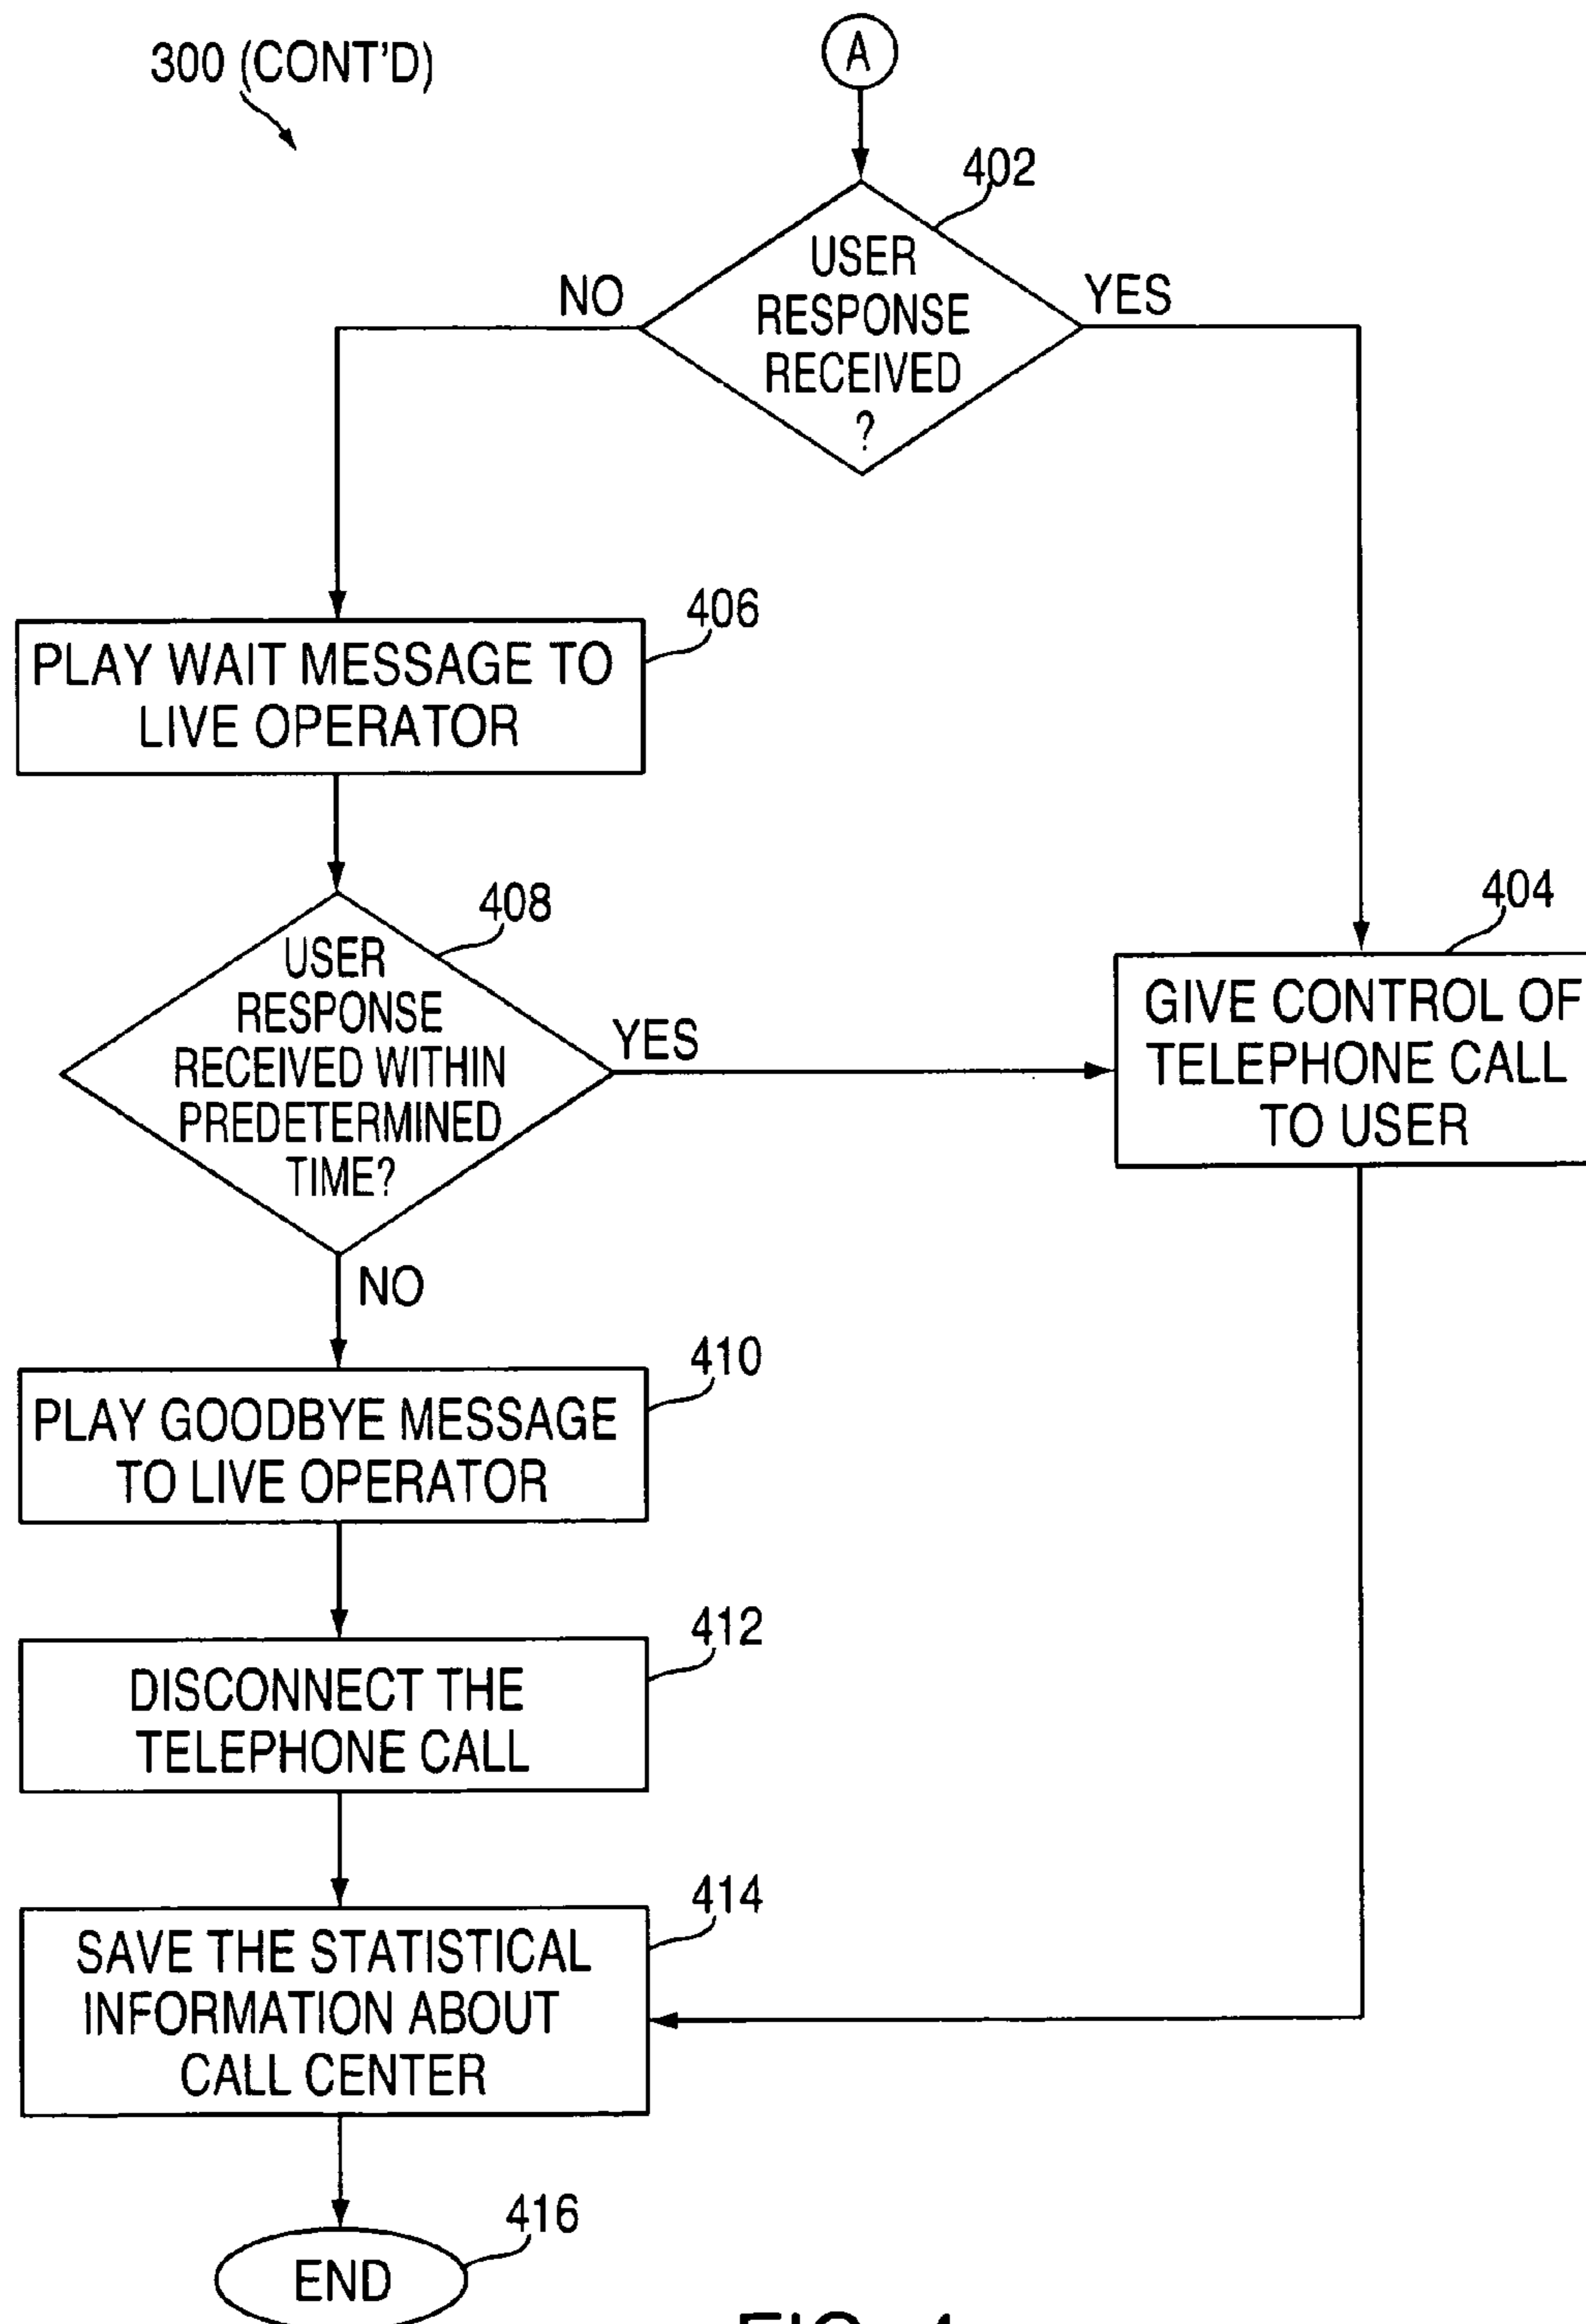 300 (CONT'D)
A
402
USER
RESPONSE
RECEIVED
?
NO
YES
406
PLAY WAIT MESSAGE TO
LIVE OPERATOR
408
USER
RESPONSE
RECEIVED WITHIN
PREDETERMINED
TIME?
YES
404
GIVE CONTROL OF
TELEPHONE CALL
TO USER
NO
410
PLAY GOODBYE MESSAGE
TO LIVE OPERATOR
412
DISCONNECT THE
TELEPHONE CALL
414
SAVE THE STATISTICAL
INFORMATION ABOUT
CALL CENTER
416
END